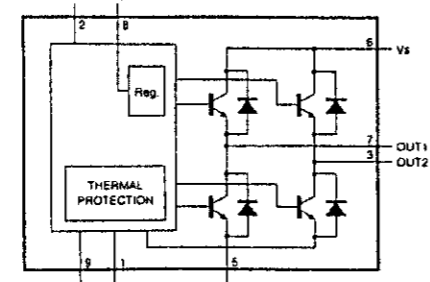 2 8
6 Vs
Reg.
7 OUT1
3 OUT2
THERMAL
PROTECTION
9 1 5